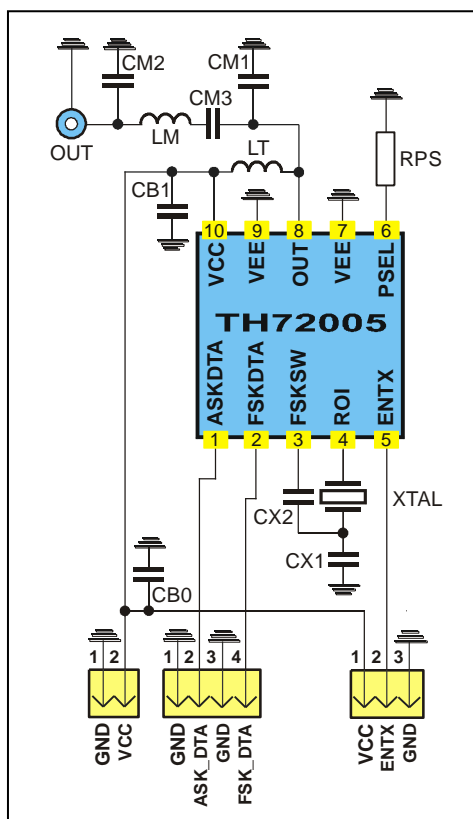 CM2
CM1
CM3
LM
OUT
LT
RPS
CB1
10 9 8 7 6
VCC VEE OUT VEE PSEL
TH72005
ASKDTA FSKDTA FSKSW ROI ENTX
1 2 3 4 5
XTAL
CX2
CX1
CB0
1 2 1 2 3 4 1 2 3
GND VCC GND ASK_DTA GND FSK_DTA VCC ENTX GND